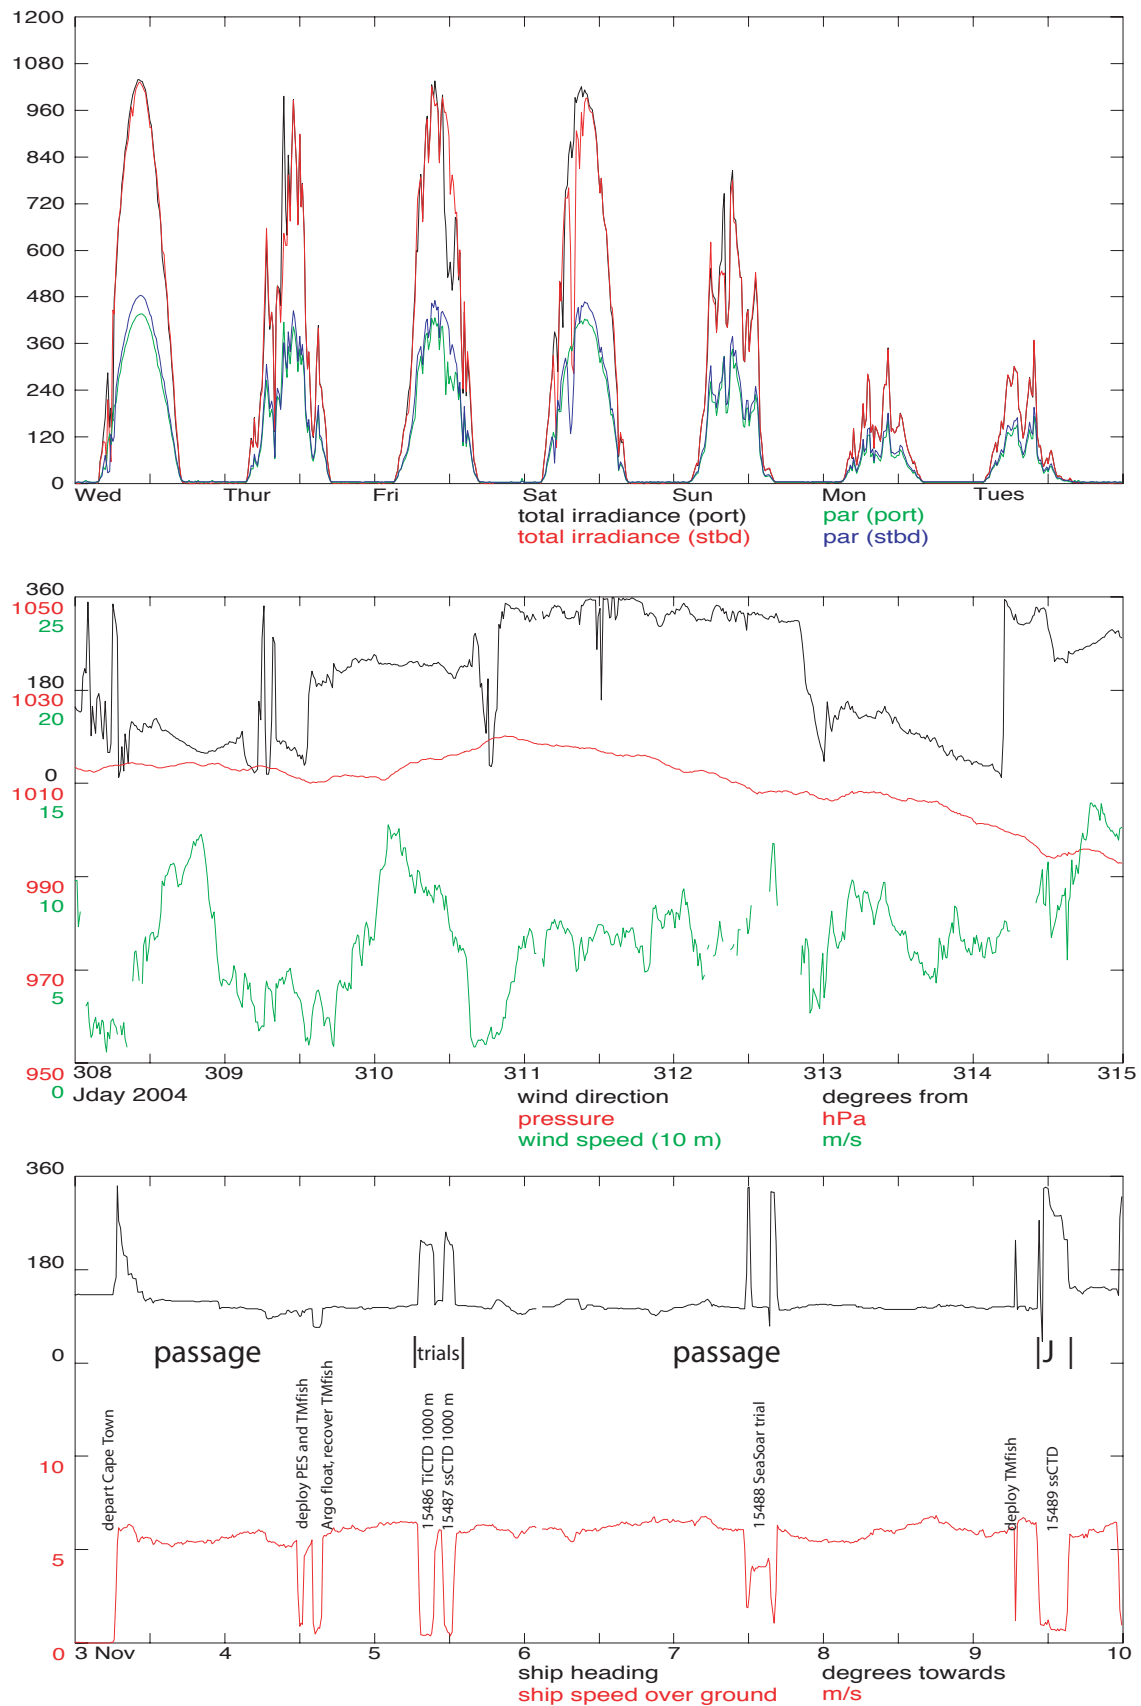 1200
1080
960
840
720
600
480
360
240
120
0
Wed Thur Fri Sat Sun Mon Tues
total irradiance (port) par (port)
total irradiance (stbd) par (stbd)
360
1050
25
180
1030
20
0
1010
15
990
10
970
5
950
0
308 309 310 311 312 313 314 315
Jday 2004
wind direction degrees from
pressure hPa
wind speed (10 m) m/s
360
180
0
passage
trials
passage
J
depart Cape Town
deploy PES and TMfish
Argo float, recover TMfish
15486 TiCTD 1000 m
15487 ssCTD 1000 m
15488 SeaSoar trial
deploy TMfish
15489 ssCTD
10
5
0
3 Nov 4 5 6 7 8 9 10
ship heading degrees towards
ship speed over ground m/s